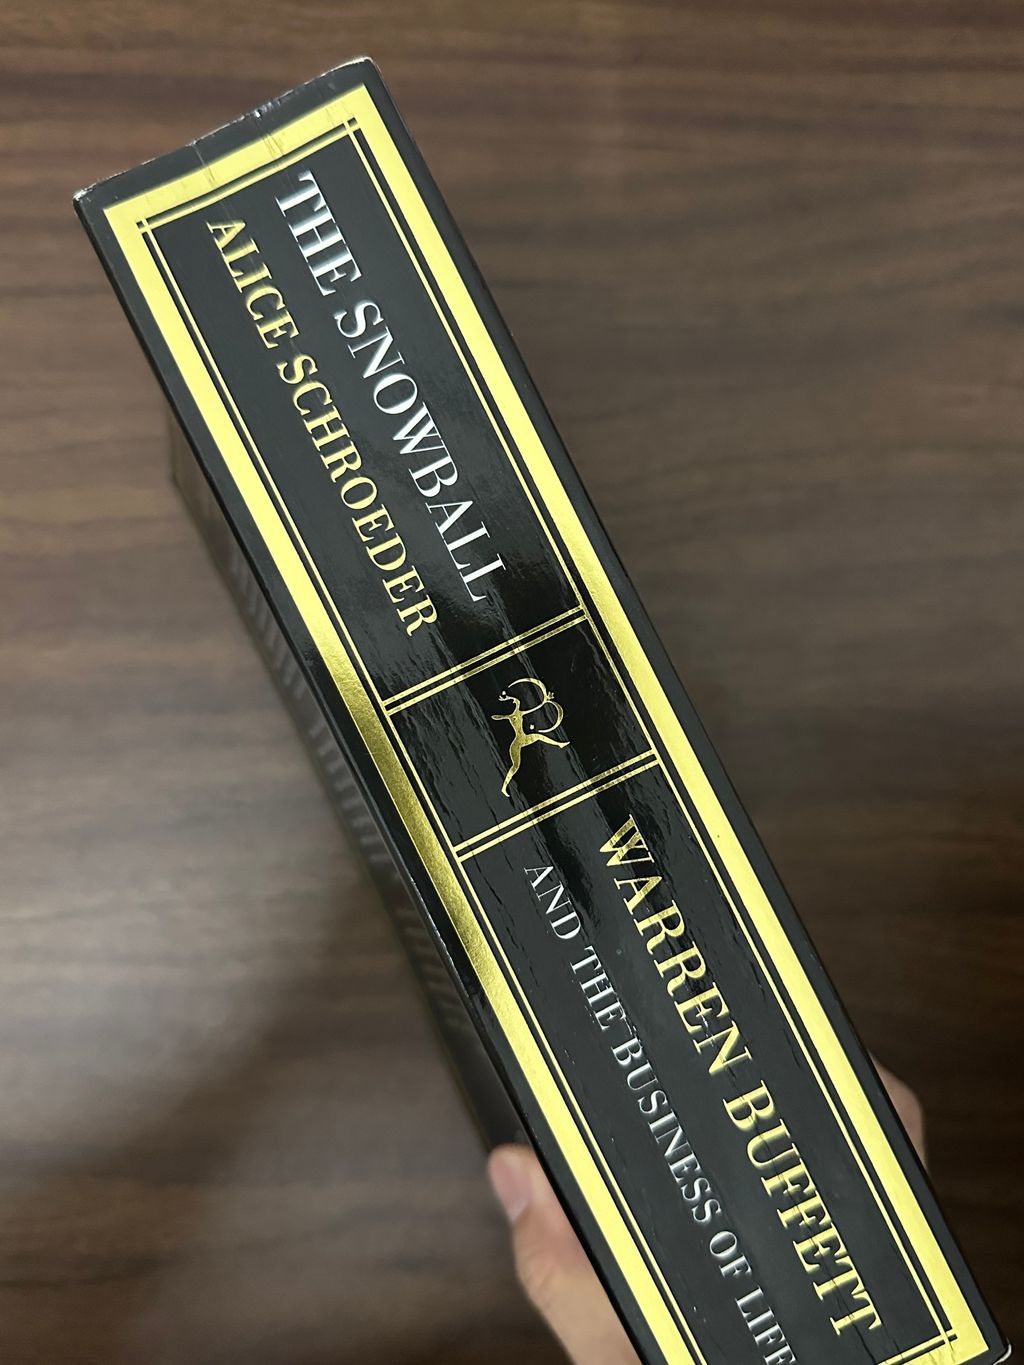 THE SNOWBALL
ALICE SCHROEDER
WARREN BUFFETT
AND THE BUSINESS OF LIFE